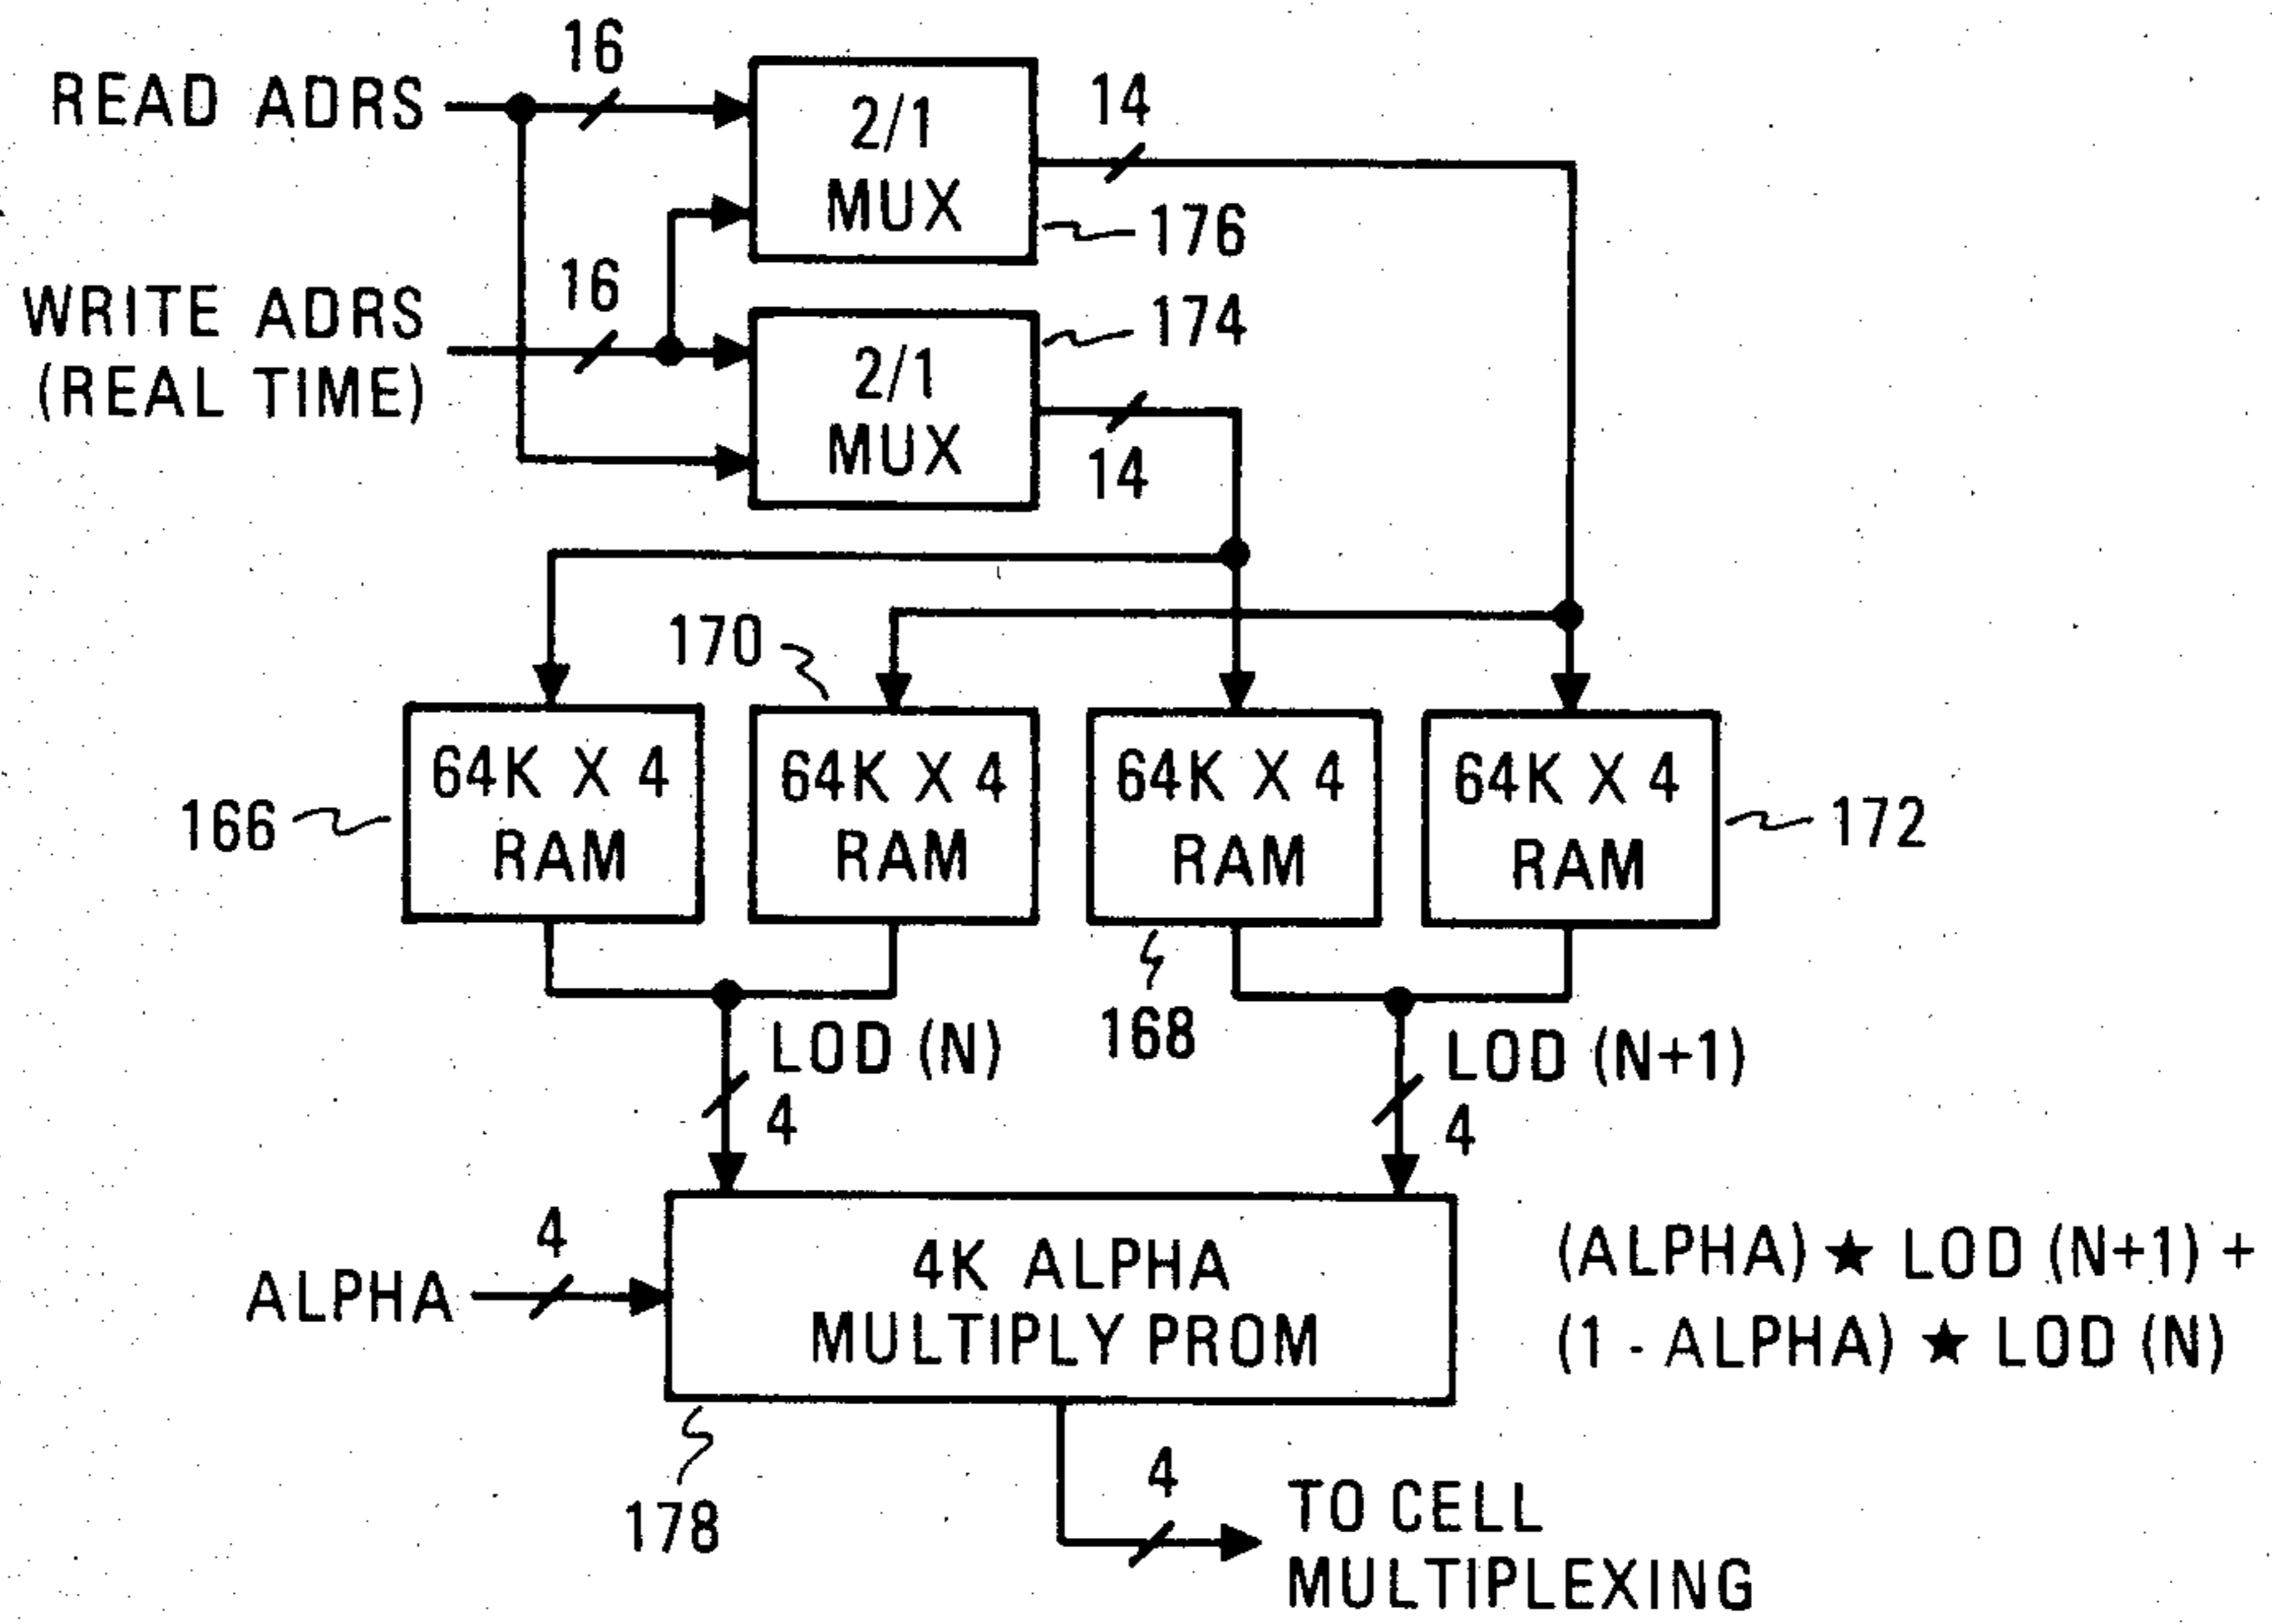 16
READ ADRS
2/1
MUX
14
176
16
WRITE ADRS
(REAL TIME)
2/1
MUX
174
14
170
64K X 4
RAM
64K X 4
RAM
64K X 4
RAM
64K X 4
RAM
166
172
168
LOD (N)
4
LOD (N+1)
4
4
ALPHA
4K ALPHA
MULTIPLY PROM
(ALPHA) ★ LOD (N+1) +
(1 - ALPHA) ★ LOD (N)
178
4
TO CELL
MULTIPLEXING